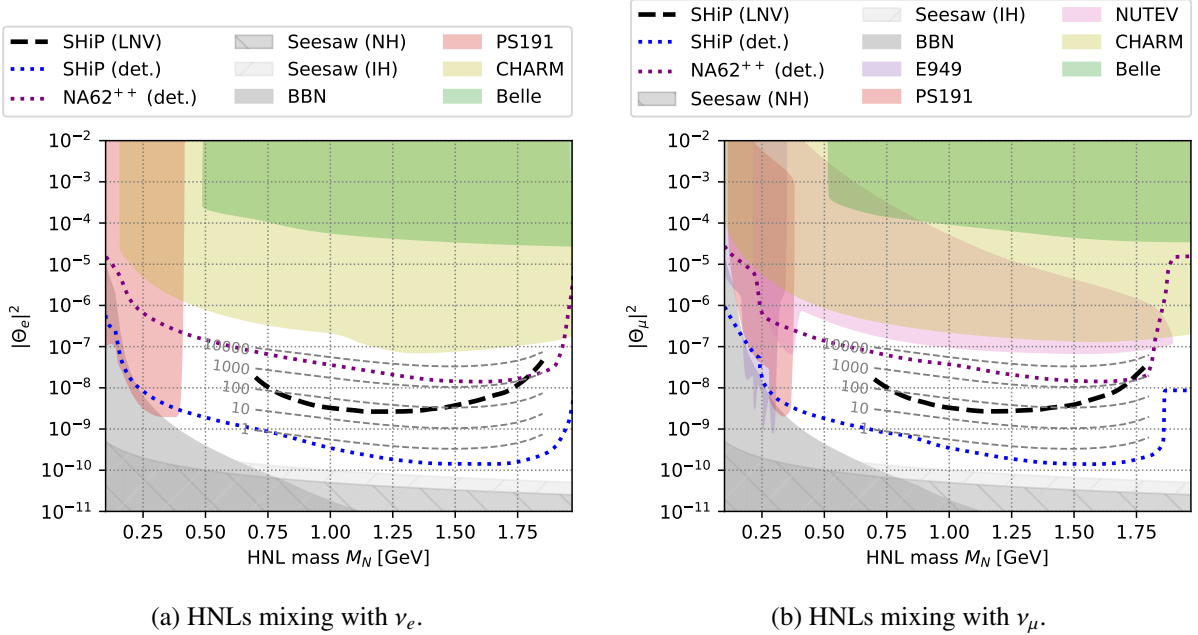 SHiP (LNV)
SHiP (det.)
NA62++ (det.)
Seesaw (NH)
Seesaw (IH)
BBN
PS191
CHARM
Belle
10⁻²
10⁻³
10⁻⁴
10⁻⁵
10⁻⁶
10⁻⁷
10⁻⁸
10⁻⁹
10⁻¹⁰
10⁻¹¹
|Θₑ|²
10000
1000
100
10
1
0.25 0.50 0.75 1.00 1.25 1.50 1.75
HNL mass M_N [GeV]
(a) HNLs mixing with νₑ.
SHiP (LNV)
SHiP (det.)
NA62++ (det.)
Seesaw (NH)
Seesaw (IH)
BBN
E949
PS191
NUTEV
CHARM
Belle
10⁻²
10⁻³
10⁻⁴
10⁻⁵
10⁻⁶
10⁻⁷
10⁻⁸
10⁻⁹
10⁻¹⁰
10⁻¹¹
|Θ_μ|²
10000
1000
100
10
1
0.25 0.50 0.75 1.00 1.25 1.50 1.75
HNL mass M_N [GeV]
(b) HNLs mixing with ν_μ.